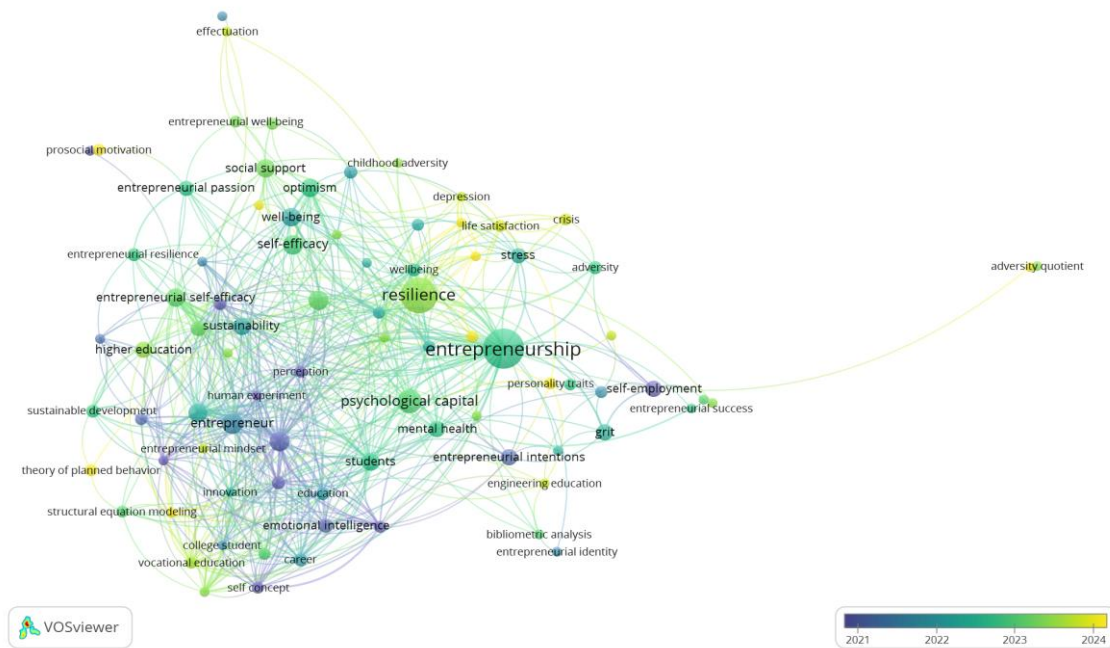 effectuation
entrepreneurial well-being
prosocial motivation
social support
childhood adversity
entrepreneurial passion
optimism
depression
well-being
life satisfaction
crisis
self-efficacy
entrepreneurial resilience
stress
wellbeing
adversity
adversity quotient
resilience
entrepreneurial self-efficacy
sustainability
higher education
entrepreneurship
perception
personality traits
self-employment
human experiment
psychological capital
entrepreneurial success
sustainable development
entrepreneur
mental health
grit
entrepreneurial mindset
entrepreneurial intentions
students
theory of planned behavior
engineering education
innovation
education
structural equation modeling
emotional intelligence
bibliometric analysis
college student
entrepreneurial identity
vocational education
career
self concept
VOSviewer
2021 2022 2023 2024